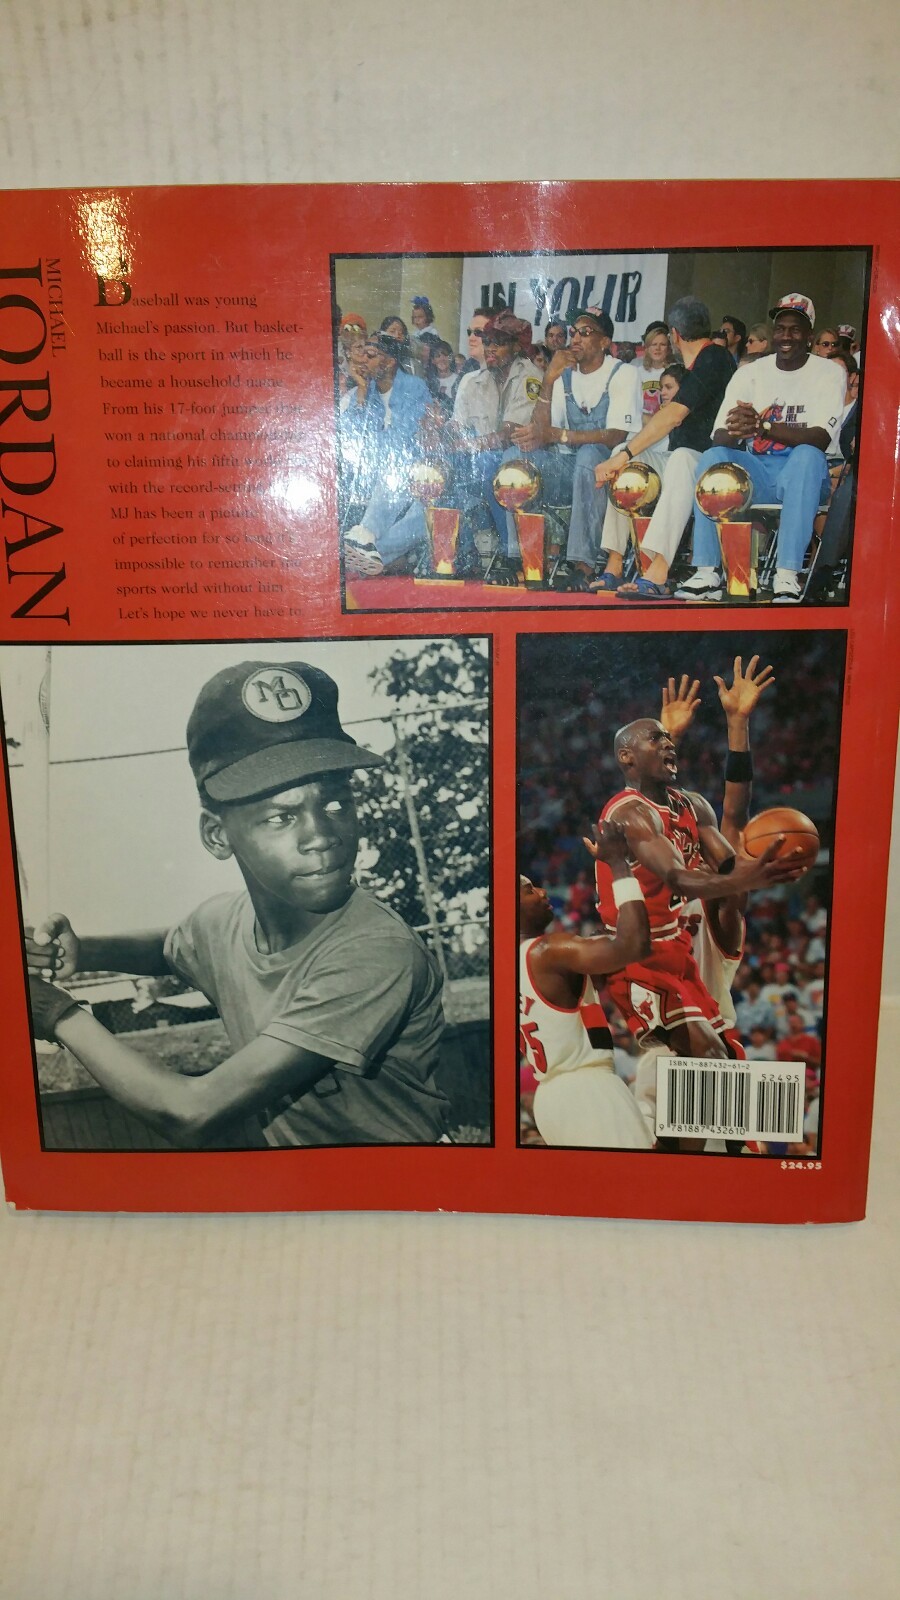 MICHAEL
JORDAN
Baseball was young
Michael's passion. But basket-
ball is the sport in which he
became a household name.
From his 17-foot jumper that
won a national
to claiming his fifth
with the
MJ has been a
of perfection for so long
impossible to remember the
sports world without him.
Let's hope we never have to.
IN YOUR
MO
5
ISBN 1-887432-61-2
52495
9 781887 432610
$24.95